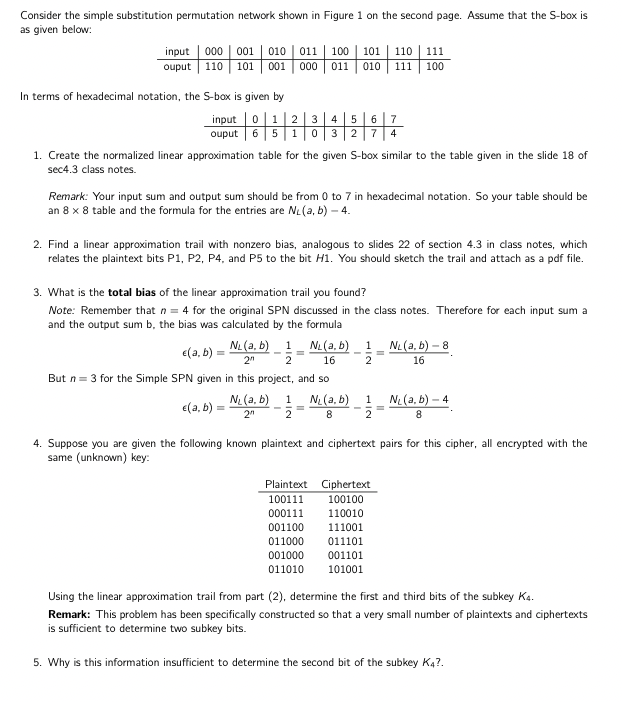 Consider the simple substitution permutation network shown in Figure 1 on the second page. Assume that the S-box is
as given below:
input 000 001 010 011 100 101 110 111
ouput 110 101 001 000 011 010 111 100
In terms of hexadecimal notation, the S-box is given by
input 0 1 2 3 4 5 6 7
ouput 6 5 1 0 3 2 7 4
1. Create the normalized linear approximation table for the given S-box similar to the table given in the slide 18 of
sec4.3 class notes.
Remark: Your input sum and output sum should be from 0 to 7 in hexadecimal notation. So your table should be
an 8 × 8 table and the formula for the entries are N_L(a, b) − 4.
2. Find a linear approximation trail with nonzero bias, analogous to slides 22 of section 4.3 in class notes, which
relates the plaintext bits P1, P2, P4, and P5 to the bit H1. You should sketch the trail and attach as a pdf file.
3. What is the total bias of the linear approximation trail you found?
Note: Remember that n = 4 for the original SPN discussed in the class notes. Therefore for each input sum a
and the output sum b, the bias was calculated by the formula
ϵ(a, b) = N_L(a, b)/2^n − 1/2 = N_L(a, b)/16 − 1/2 = (N_L(a, b) − 8)/16.
But n = 3 for the Simple SPN given in this project, and so
ϵ(a, b) = N_L(a, b)/2^n − 1/2 = N_L(a, b)/8 − 1/2 = (N_L(a, b) − 4)/8.
4. Suppose you are given the following known plaintext and ciphertext pairs for this cipher, all encrypted with the
same (unknown) key:
Plaintext Ciphertext
100111 100100
000111 110010
001100 111001
011000 011101
001000 001101
011010 101001
Using the linear approximation trail from part (2), determine the first and third bits of the subkey K₄.
Remark: This problem has been specifically constructed so that a very small number of plaintexts and ciphertexts
is sufficient to determine two subkey bits.
5. Why is this information insufficient to determine the second bit of the subkey K₄?.